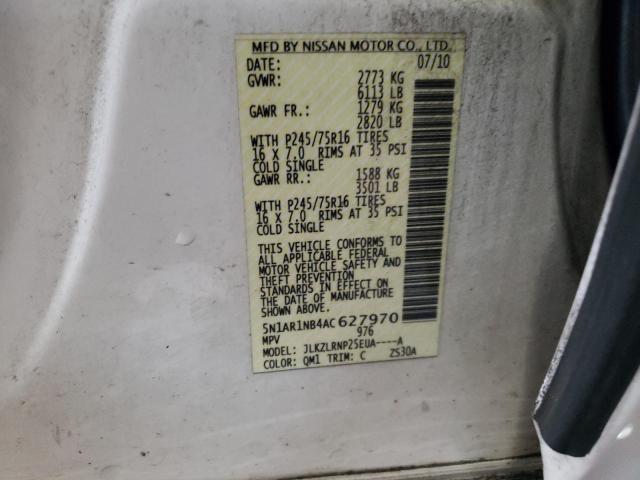 MFD BY NISSAN MOTOR CO., LTD.
DATE: 07/10
GVWR: 2773 KG
6113 LB
GAWR FR.: 1279 KG
2820 LB
WITH P245/75R16 TIRES
16 X 7.0 RIMS AT 35 PSI
COLD SINGLE
GAWR RR.: 1588 KG
3501 LB
WITH P245/75R16 TIRES
16 X 7.0 RIMS AT 35 PSI
COLD SINGLE
THIS VEHICLE CONFORMS TO
ALL APPLICABLE FEDERAL
MOTOR VEHICLE SAFETY AND
THEFT PREVENTION
STANDARDS IN EFFECT ON
THE DATE OF MANUFACTURE.
5N1AR1NB4AC627970
MPV 976
MODEL: JLKZLRNP25EUA----A
COLOR: QM1 TRIM: C ZS30A